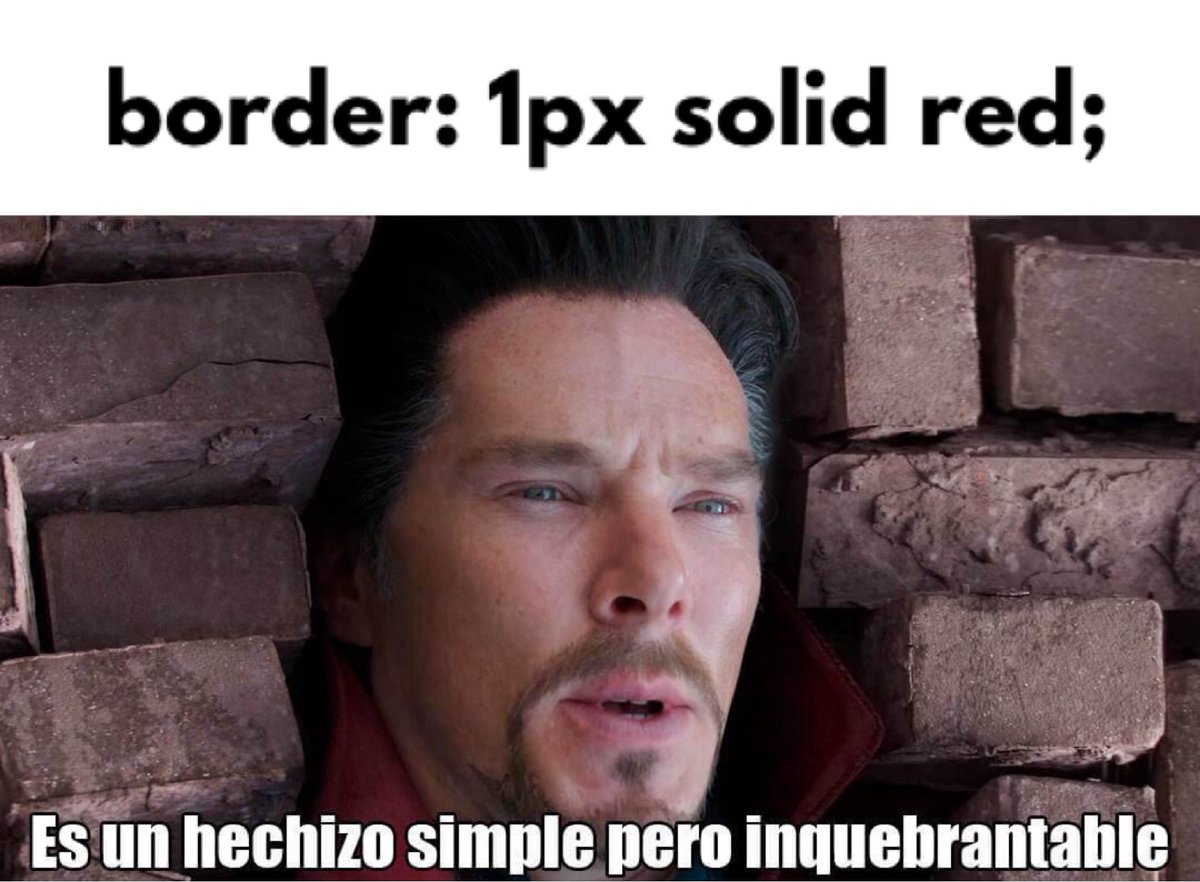 border: 1px solid red;
Es un hechizo simple pero inquebrantable